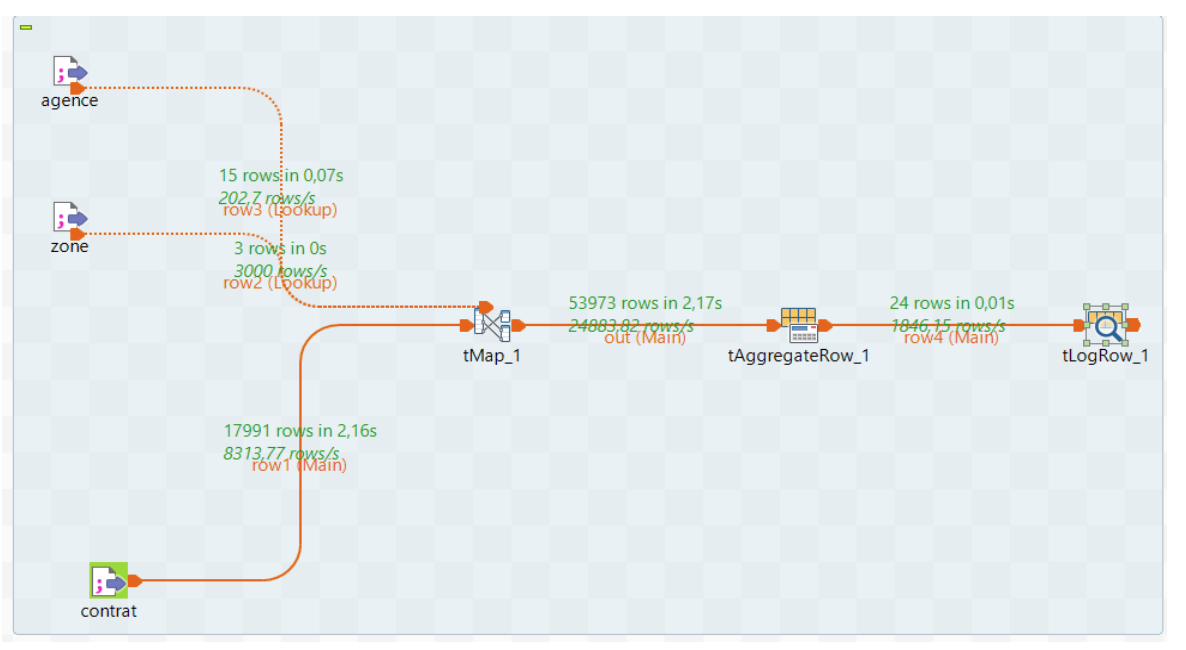 agence
15 rows in 0,07s
202,7 rows/s
row3 (Lookup)
zone
3 rows in 0s
3000 rows/s
row2 (Lookup)
53973 rows in 2,17s
24883,82 rows/s
out (Main)
24 rows in 0,01s
1846,15 rows/s
row4 (Main)
tMap_1
tAggregateRow_1
tLogRow_1
17991 rows in 2,16s
8313,77 rows/s
row1 (Main)
contrat